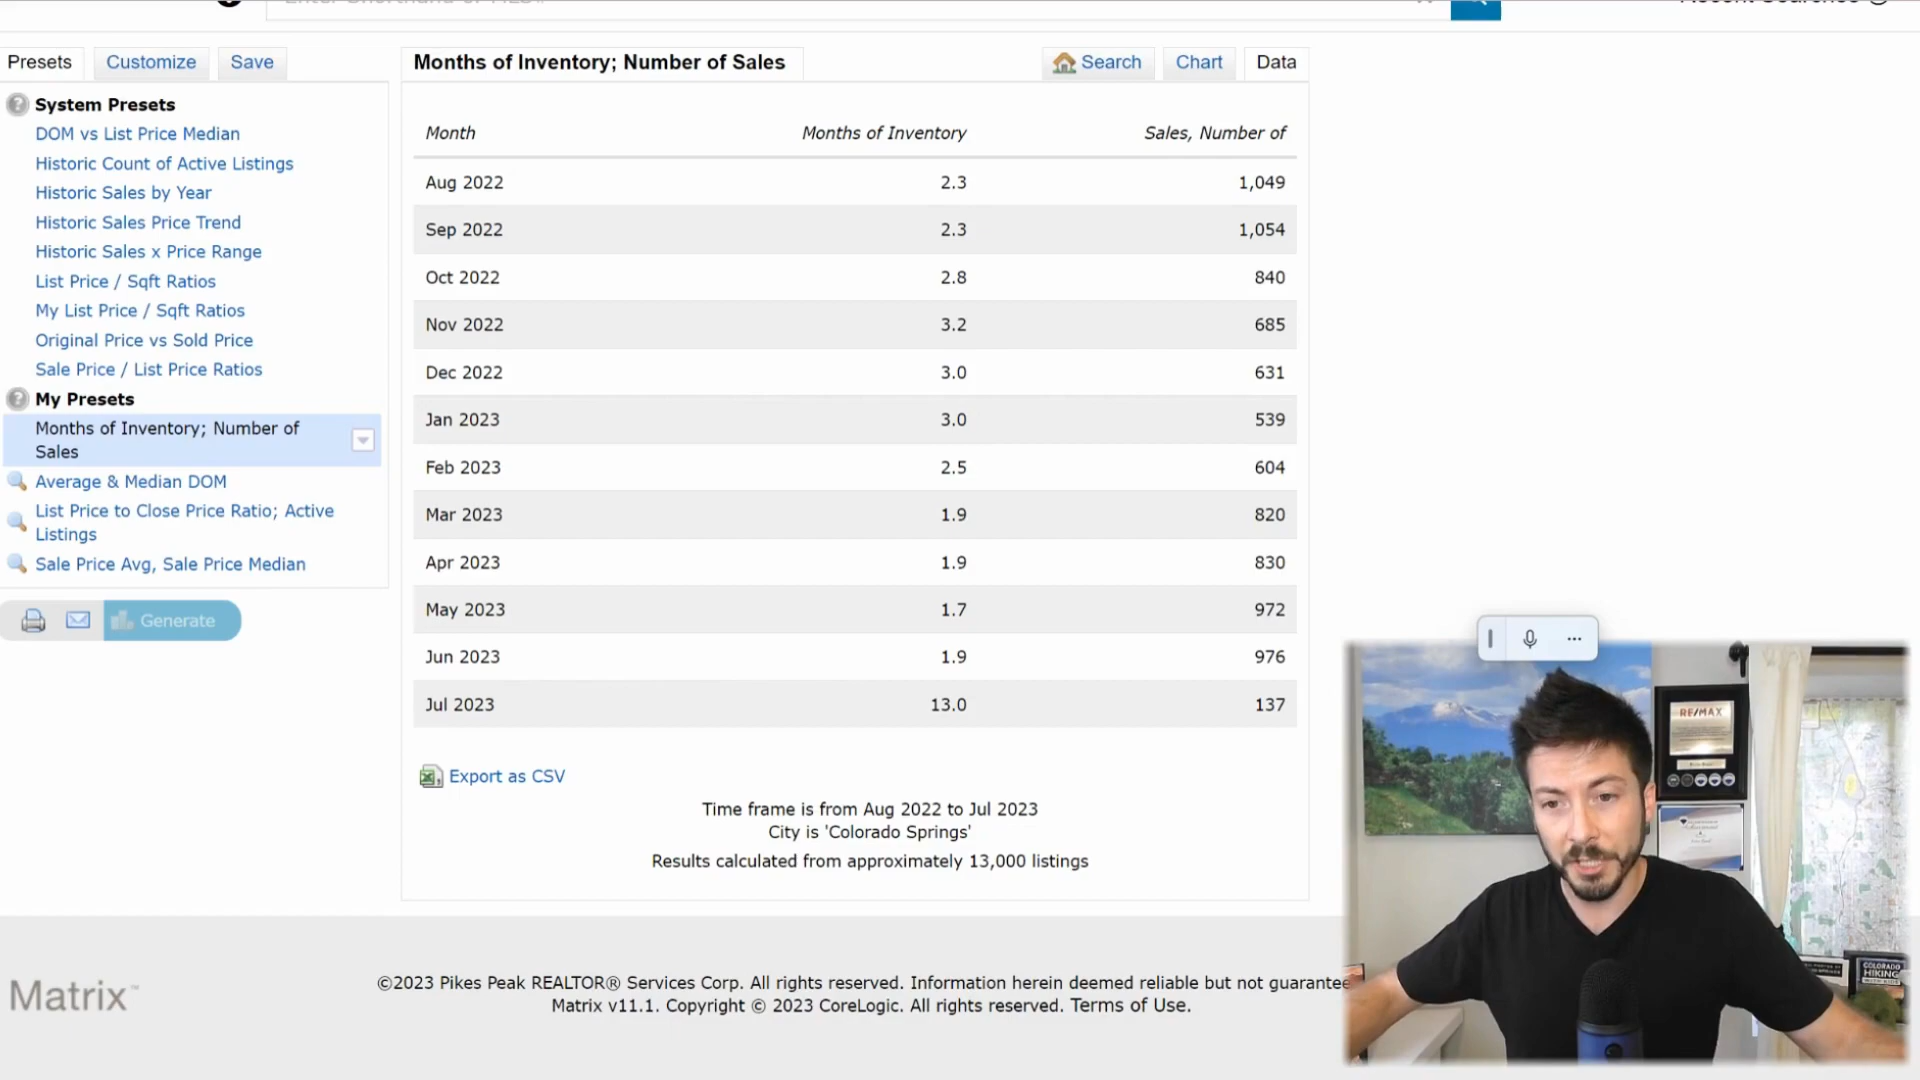 Presets
Customize
Save
System Presets
DOM vs List Price Median
Historic Count of Active Listings
Historic Sales by Year
Historic Sales Price Trend
Historic Sales x Price Range
List Price / Sqft Ratios
My List Price / Sqft Ratios
Original Price vs Sold Price
Sale Price / List Price Ratios
My Presets
Months of Inventory; Number of
Sales
Average & Median DOM
List Price to Close Price Ratio; Active
Listings
Sale Price Avg, Sale Price Median
Generate
Months of Inventory; Number of Sales
Search
Chart
Data
Month Months of Inventory Sales, Number of
Aug 2022 2.3 1,049
Sep 2022 2.3 1,054
Oct 2022 2.8 840
Nov 2022 3.2 685
Dec 2022 3.0 631
Jan 2023 3.0 539
Feb 2023 2.5 604
Mar 2023 1.9 820
Apr 2023 1.9 830
May 2023 1.7 972
Jun 2023 1.9 976
Jul 2023 13.0 137
Export as CSV
Time frame is from Aug 2022 to Jul 2023
City is 'Colorado Springs'
Results calculated from approximately 13,000 listings
Matrix™
©2023 Pikes Peak REALTOR® Services Corp. All rights reserved. Information herein deemed reliable but not guarantee
Matrix v11.1. Copyright © 2023 CoreLogic. All rights reserved. Terms of Use.
RE/MAX
COLORADO
HIKING